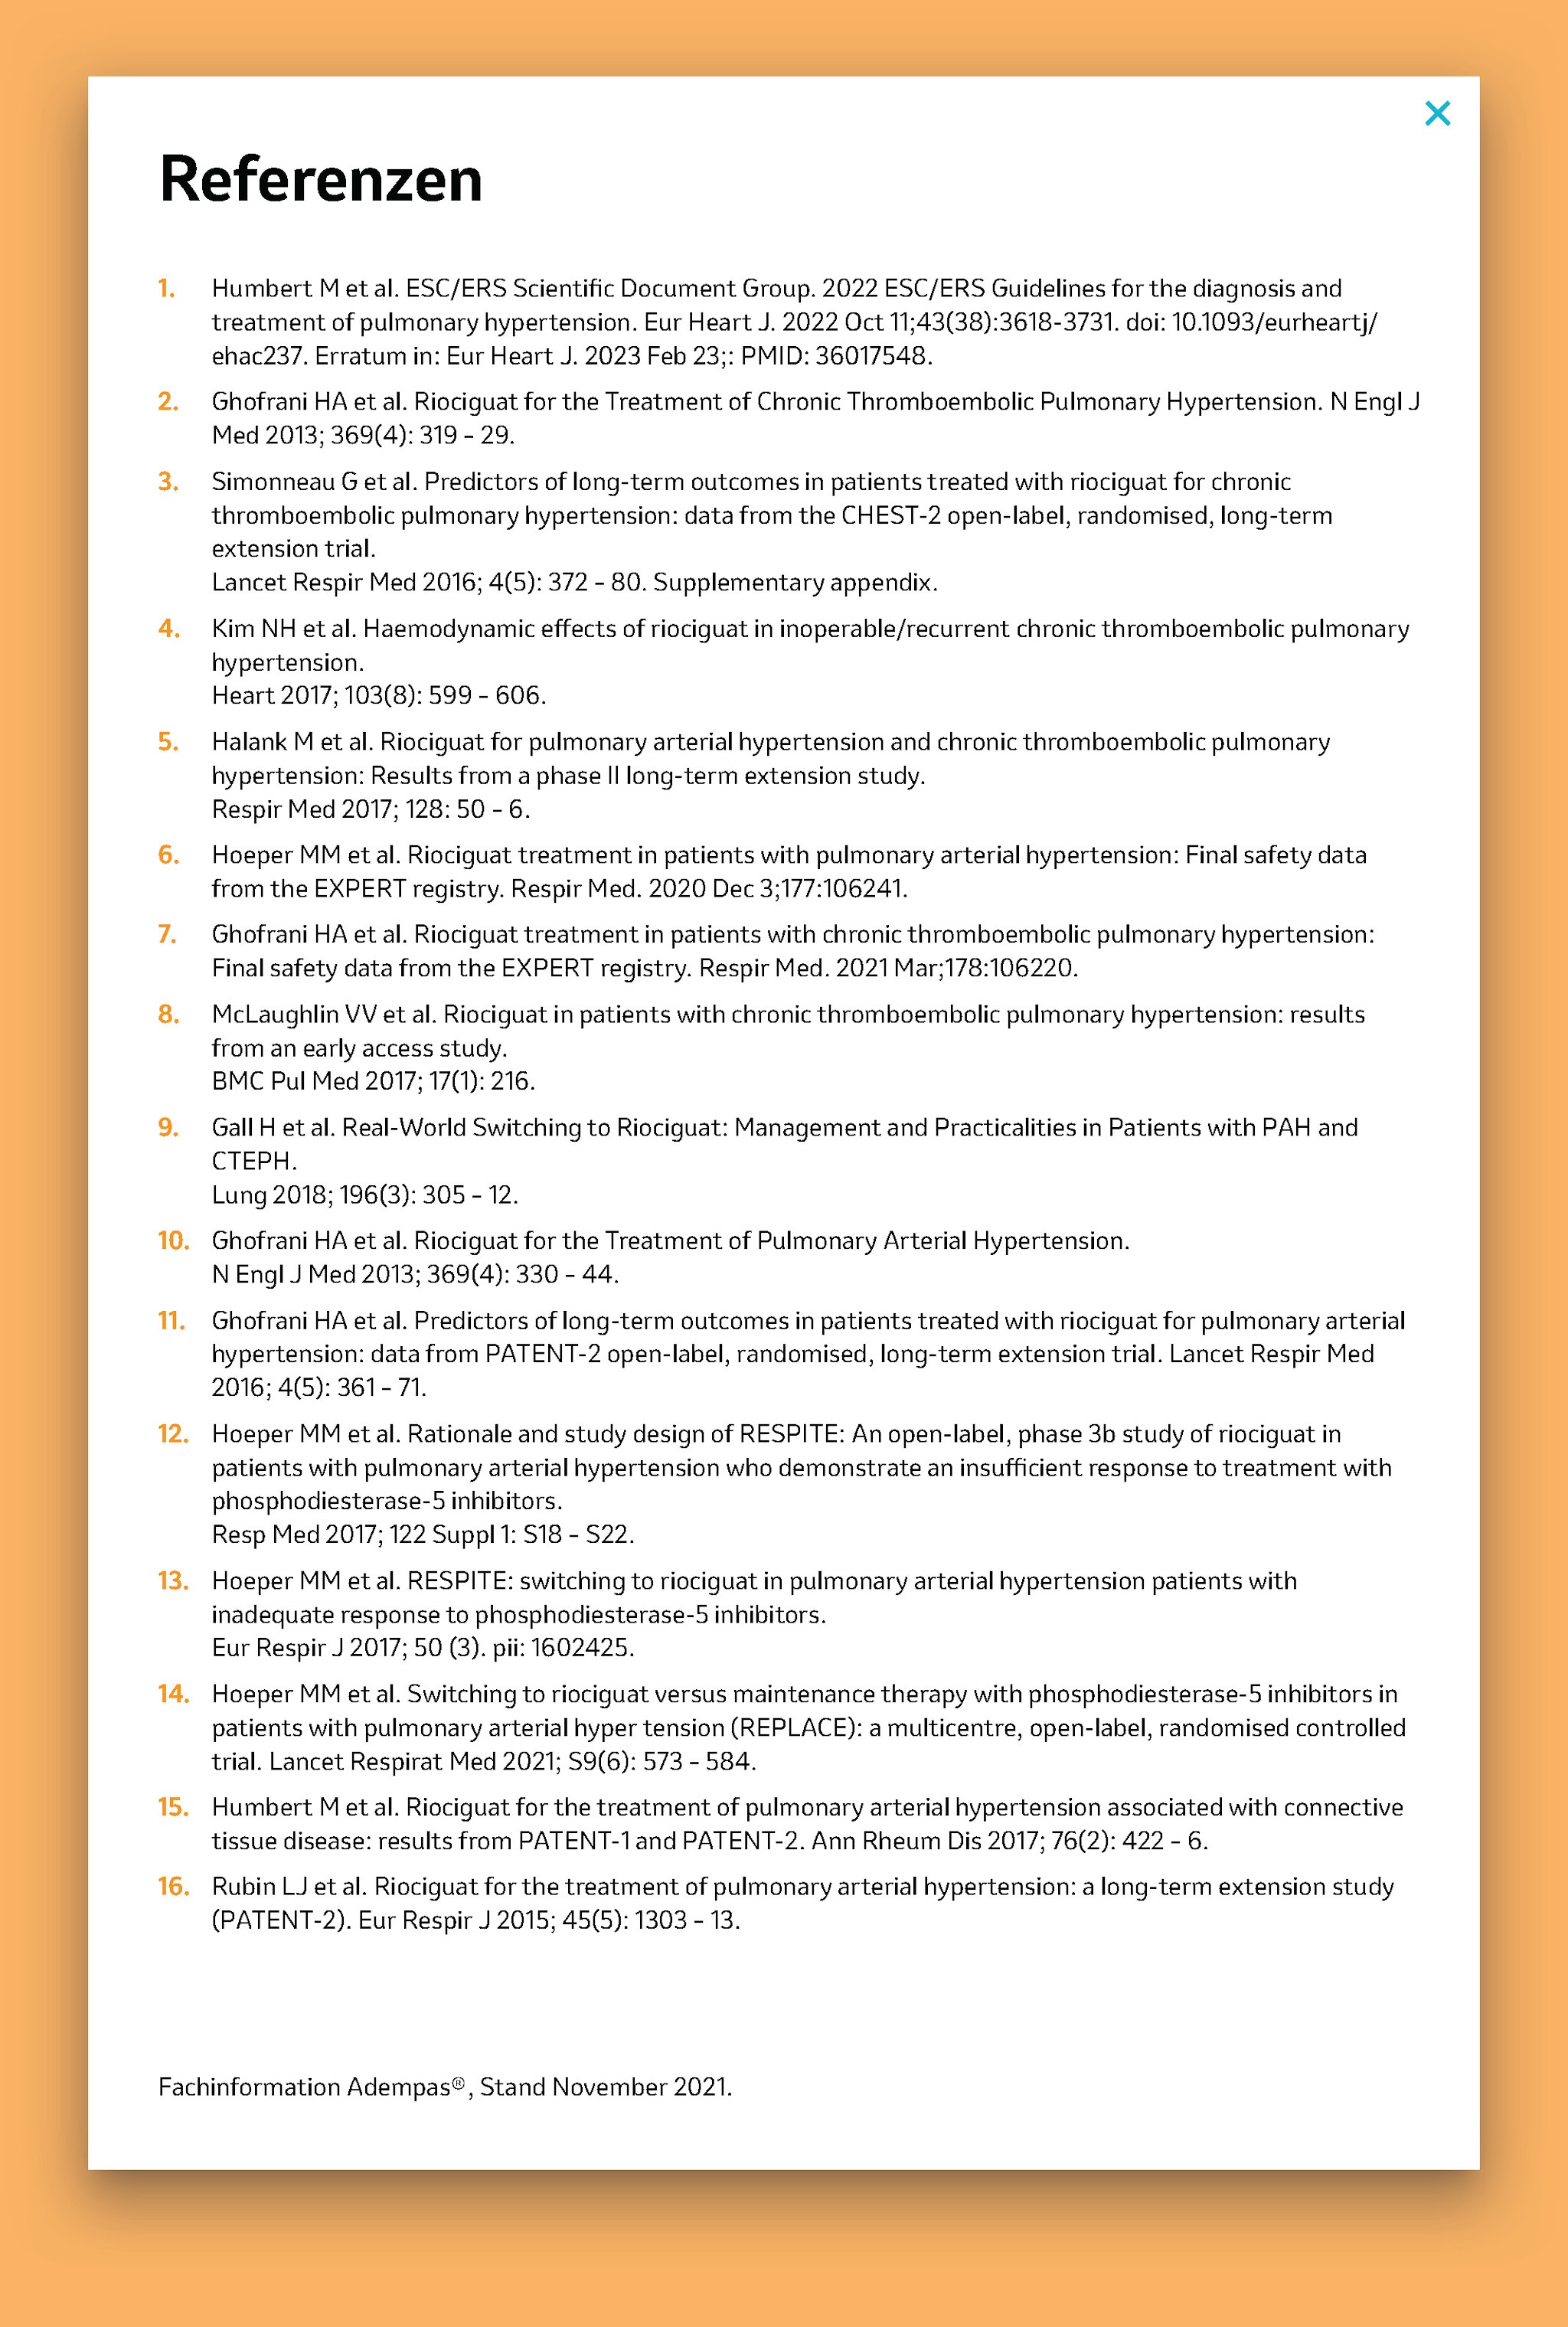 Referenzen
1. Humbert M et al. ESC/ERS Scientific Document Group. 2022 ESC/ERS Guidelines for the diagnosis and
treatment of pulmonary hypertension. Eur Heart J. 2022 Oct 11;43(38):3618-3731. doi: 10.1093/eurheartj/
ehac237. Erratum in: Eur Heart J. 2023 Feb 23;: PMID: 36017548.
2. Ghofrani HA et al. Riociguat for the Treatment of Chronic Thromboembolic Pulmonary Hypertension. N Engl J
Med 2013; 369(4): 319 – 29.
3. Simonneau G et al. Predictors of long-term outcomes in patients treated with riociguat for chronic
thromboembolic pulmonary hypertension: data from the CHEST-2 open-label, randomised, long-term
extension trial.
Lancet Respir Med 2016; 4(5): 372 – 80. Supplementary appendix.
4. Kim NH et al. Haemodynamic effects of riociguat in inoperable/recurrent chronic thromboembolic pulmonary
hypertension.
Heart 2017; 103(8): 599 – 606.
5. Halank M et al. Riociguat for pulmonary arterial hypertension and chronic thromboembolic pulmonary
hypertension: Results from a phase II long-term extension study.
Respir Med 2017; 128: 50 – 6.
6. Hoeper MM et al. Riociguat treatment in patients with pulmonary arterial hypertension: Final safety data
from the EXPERT registry. Respir Med. 2020 Dec 3;177:106241.
7. Ghofrani HA et al. Riociguat treatment in patients with chronic thromboembolic pulmonary hypertension:
Final safety data from the EXPERT registry. Respir Med. 2021 Mar;178:106220.
8. McLaughlin VV et al. Riociguat in patients with chronic thromboembolic pulmonary hypertension: results
from an early access study.
BMC Pul Med 2017; 17(1): 216.
9. Gall H et al. Real-World Switching to Riociguat: Management and Practicalities in Patients with PAH and
CTEPH.
Lung 2018; 196(3): 305 – 12.
10. Ghofrani HA et al. Riociguat for the Treatment of Pulmonary Arterial Hypertension.
N Engl J Med 2013; 369(4): 330 – 44.
11. Ghofrani HA et al. Predictors of long-term outcomes in patients treated with riociguat for pulmonary arterial
hypertension: data from PATENT-2 open-label, randomised, long-term extension trial. Lancet Respir Med
2016; 4(5): 361 – 71.
12. Hoeper MM et al. Rationale and study design of RESPITE: An open-label, phase 3b study of riociguat in
patients with pulmonary arterial hypertension who demonstrate an insufficient response to treatment with
phosphodiesterase-5 inhibitors.
Resp Med 2017; 122 Suppl 1: S18 – S22.
13. Hoeper MM et al. RESPITE: switching to riociguat in pulmonary arterial hypertension patients with
inadequate response to phosphodiesterase-5 inhibitors.
Eur Respir J 2017; 50 (3). pii: 1602425.
14. Hoeper MM et al. Switching to riociguat versus maintenance therapy with phosphodiesterase-5 inhibitors in
patients with pulmonary arterial hyper tension (REPLACE): a multicentre, open-label, randomised controlled
trial. Lancet Respirat Med 2021; S9(6): 573 – 584.
15. Humbert M et al. Riociguat for the treatment of pulmonary arterial hypertension associated with connective
tissue disease: results from PATENT-1 and PATENT-2. Ann Rheum Dis 2017; 76(2): 422 – 6.
16. Rubin LJ et al. Riociguat for the treatment of pulmonary arterial hypertension: a long-term extension study
(PATENT-2). Eur Respir J 2015; 45(5): 1303 – 13.
Fachinformation Adempas®, Stand November 2021.